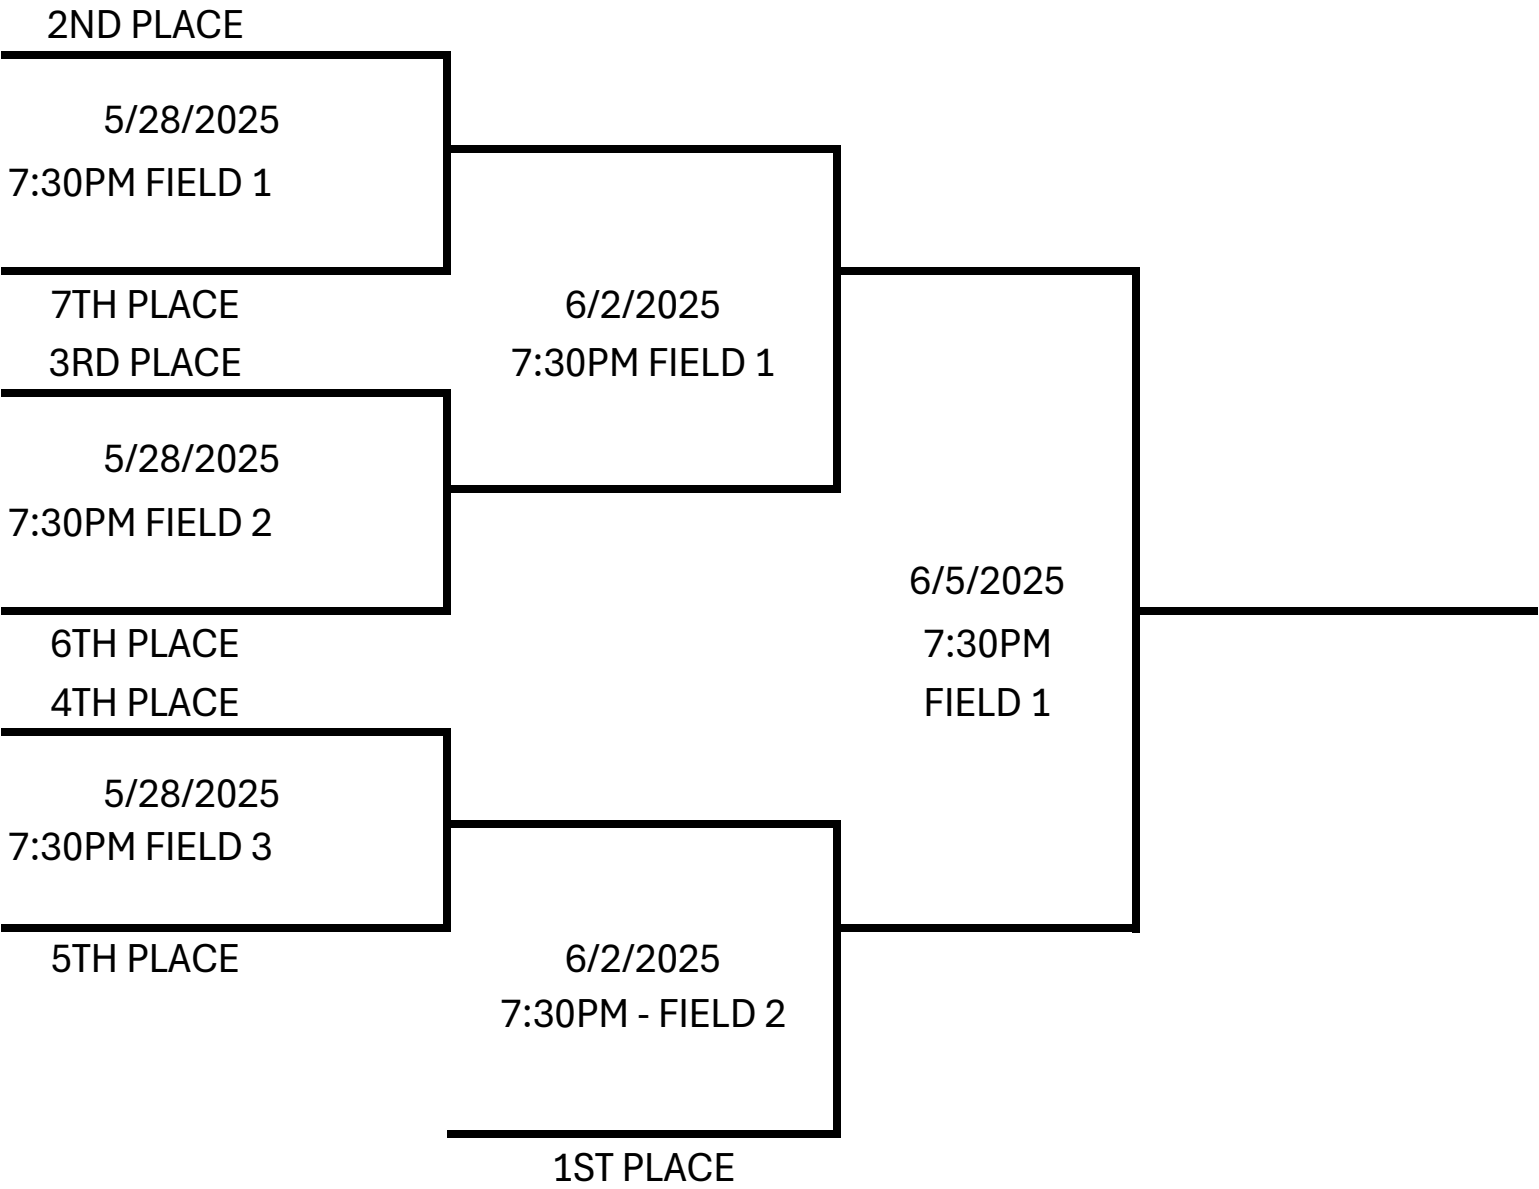 2ND PLACE
5/28/2025
7:30PM FIELD 1
7TH PLACE
3RD PLACE
5/28/2025
7:30PM FIELD 2
6TH PLACE
4TH PLACE
5/28/2025
7:30PM FIELD 3
5TH PLACE
6/2/2025
7:30PM FIELD 1
6/2/2025
7:30PM - FIELD 2
1ST PLACE
6/5/2025
7:30PM
FIELD 1